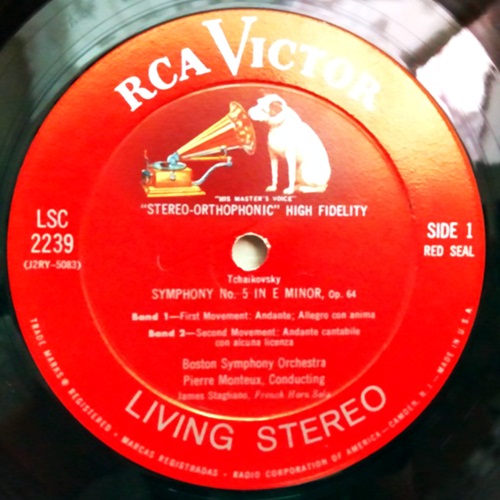 RCA VICTOR
"HIS MASTER'S VOICE"
"STEREO-ORTHOPHONIC" HIGH FIDELITY
LSC
2239
(J2RY-5083)
SIDE 1
RED SEAL
Tchaikovsky
SYMPHONY No. 5 IN E MINOR, Op. 64
Band 1—First Movement: Andante; Allegro con anima
Band 2—Second Movement: Andante cantabile
con alcuna licenza
Boston Symphony Orchestra
Pierre Monteux, Conducting
James Stagliano, French Horn Solo
LIVING STEREO
TRADE MARKS ® REGISTERED • MARCAS REGISTRADAS • RADIO CORPORATION OF AMERICA—CAMDEN, N. J.—MADE IN U.S.A.